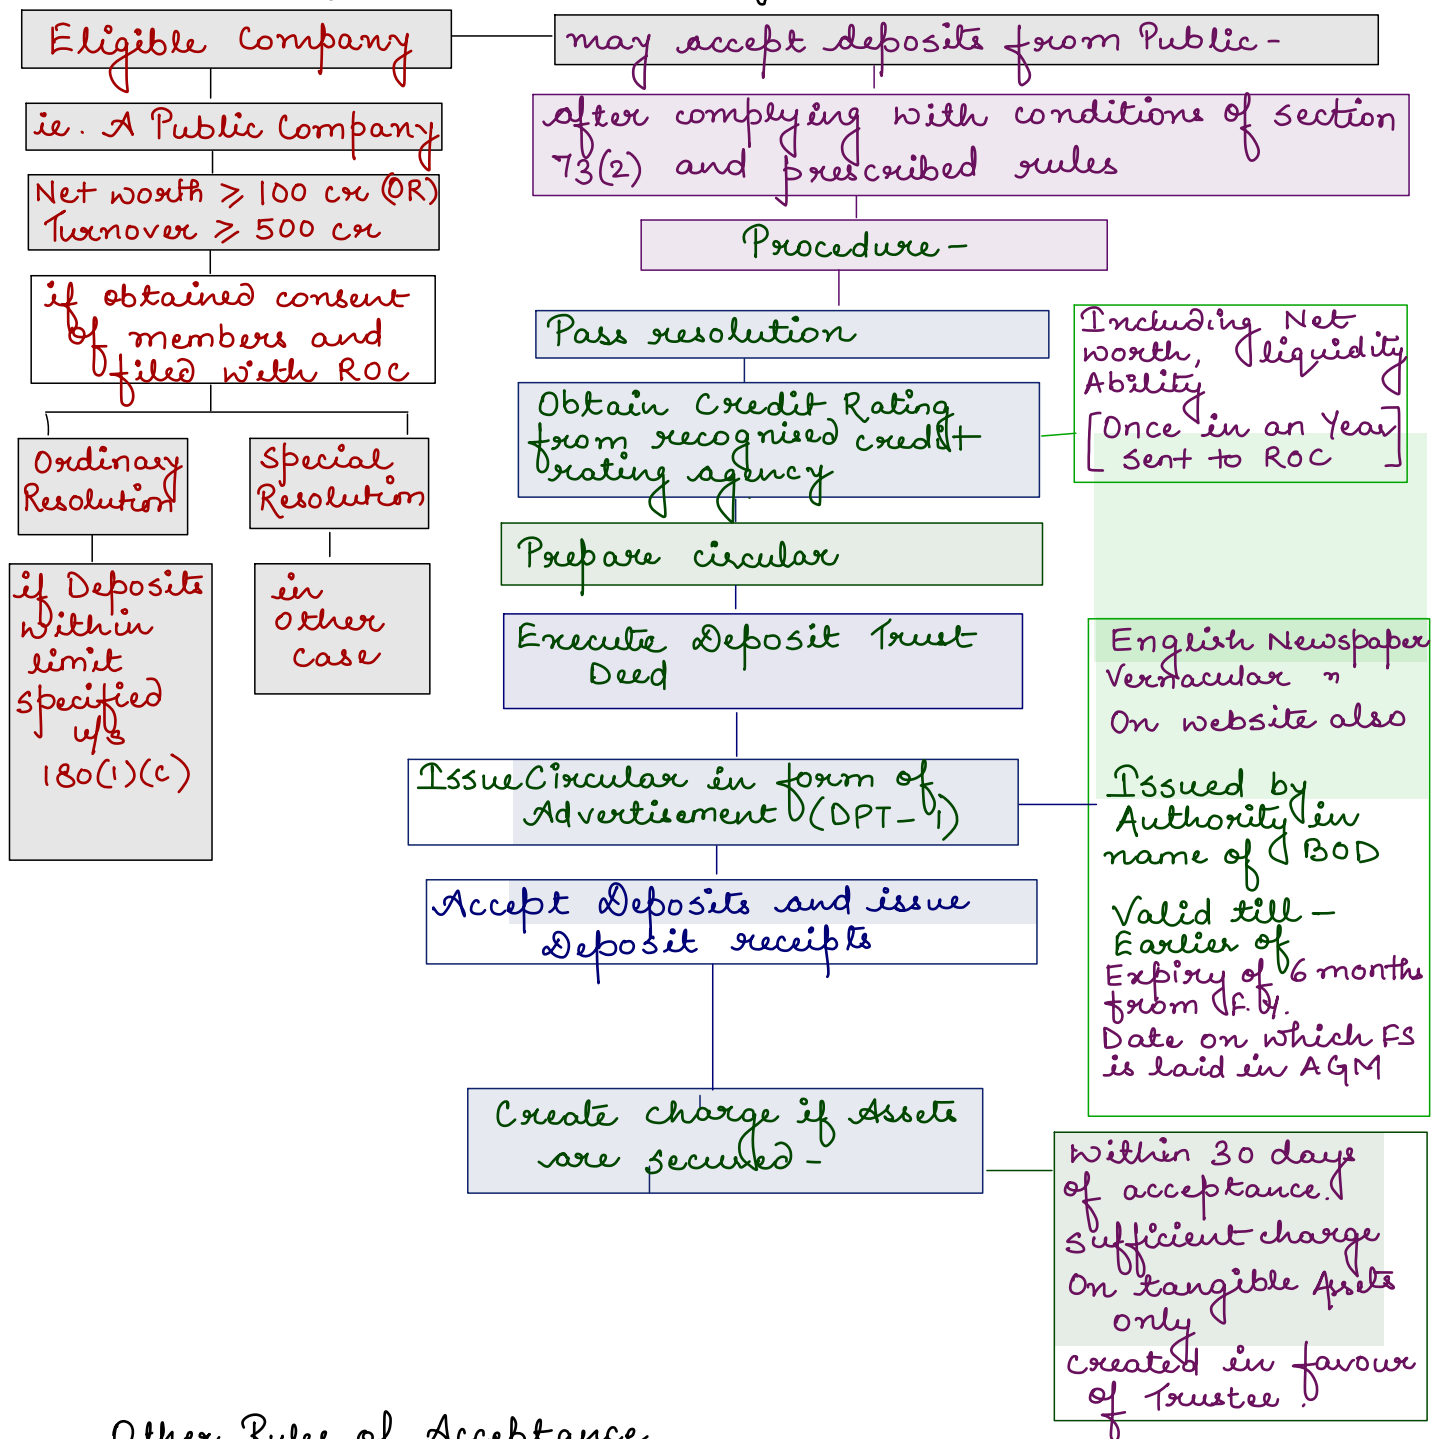 Eligible Company
ie. A Public Company
Net worth ⩾ 100 cr (OR)
Turnover ⩾ 500 cr
if obtained consent
of members and
filed with ROC
Ordinary
Resolution
if Deposits
within
limit
specified
u/s
180(1)(c)
Special
Resolution
in
other
case
may accept deposits from Public -
after complying with conditions of section
73(2) and prescribed rules
Procedure -
Pass resolution
Obtain Credit Rating
from recognised credit
rating agency
Including Net
worth, liquidity
Ability
[Once in an Year
sent to ROC]
Prepare circular
Execute Deposit Trust
Deed
Issue Circular in form of
Advertisement (DPT-1)
English Newspaper
Vernacular "
On website also
Issued by
Authority in
name of BOD
Valid till -
Earlier of
Expiry of 6 months
from F.Y.
Date on which FS
is laid in AGM
Accept Deposits and issue
Deposit receipts
Create charge if Assets
are secured -
within 30 days
of acceptance.
sufficient charge
On tangible Assets
only
created in favour
of Trustee.
Other Rules of Acceptance